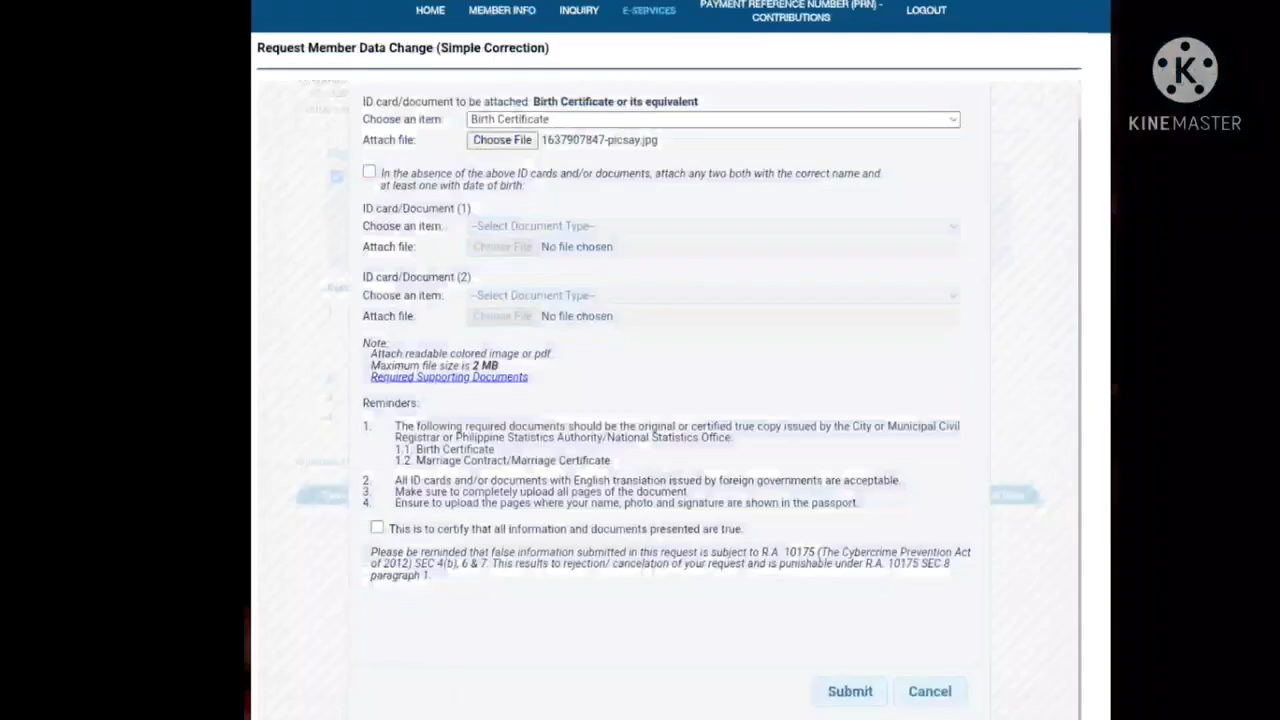 HOME MEMBER INFO INQUIRY E-SERVICES PAYMENT REFERENCE NUMBER (PRN) - CONTRIBUTIONS LOGOUT
Request Member Data Change (Simple Correction)
K
KINEMASTER
ID card/document to be attached: Birth Certificate or its equivalent
Choose an item: Birth Certificate
Attach file: Choose File 1637907847-picsay.jpg
In the absence of the above ID cards and/or documents, attach any two both with the correct name and
at least one with date of birth:
ID card/Document (1)
Choose an item: --Select Document Type--
Attach file: Choose File No file chosen
ID card/Document (2)
Choose an item: --Select Document Type--
Attach file: Choose File No file chosen
Note:
Attach readable colored image or pdf.
Maximum file size is 2 MB
Required Supporting Documents
Reminders:
1. The following required documents should be the original or certified true copy issued by the City or Municipal Civil
Registrar or Philippine Statistics Authority/National Statistics Office:
1.1. Birth Certificate
1.2. Marriage Contract/Marriage Certificate
2. All ID cards and/or documents with English translation issued by foreign governments are acceptable.
3. Make sure to completely upload all pages of the document.
4. Ensure to upload the pages where your name, photo and signature are shown in the passport.
This is to certify that all information and documents presented are true.
Please be reminded that false information submitted in this request is subject to R.A. 10175 (The Cybercrime Prevention Act
of 2012) SEC 4(b), 6 & 7. This results to rejection/ cancelation of your request and is punishable under R.A. 10175 SEC 8
paragraph 1.
Submit Cancel